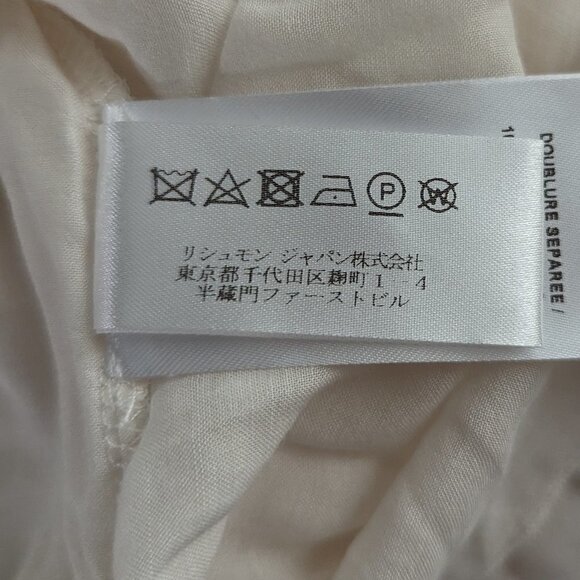 リシュモン ジャパン株式会社
東京都千代田区麹町1-4
半蔵門ファーストビル
DOUBLURE SEPAREE /
P
W